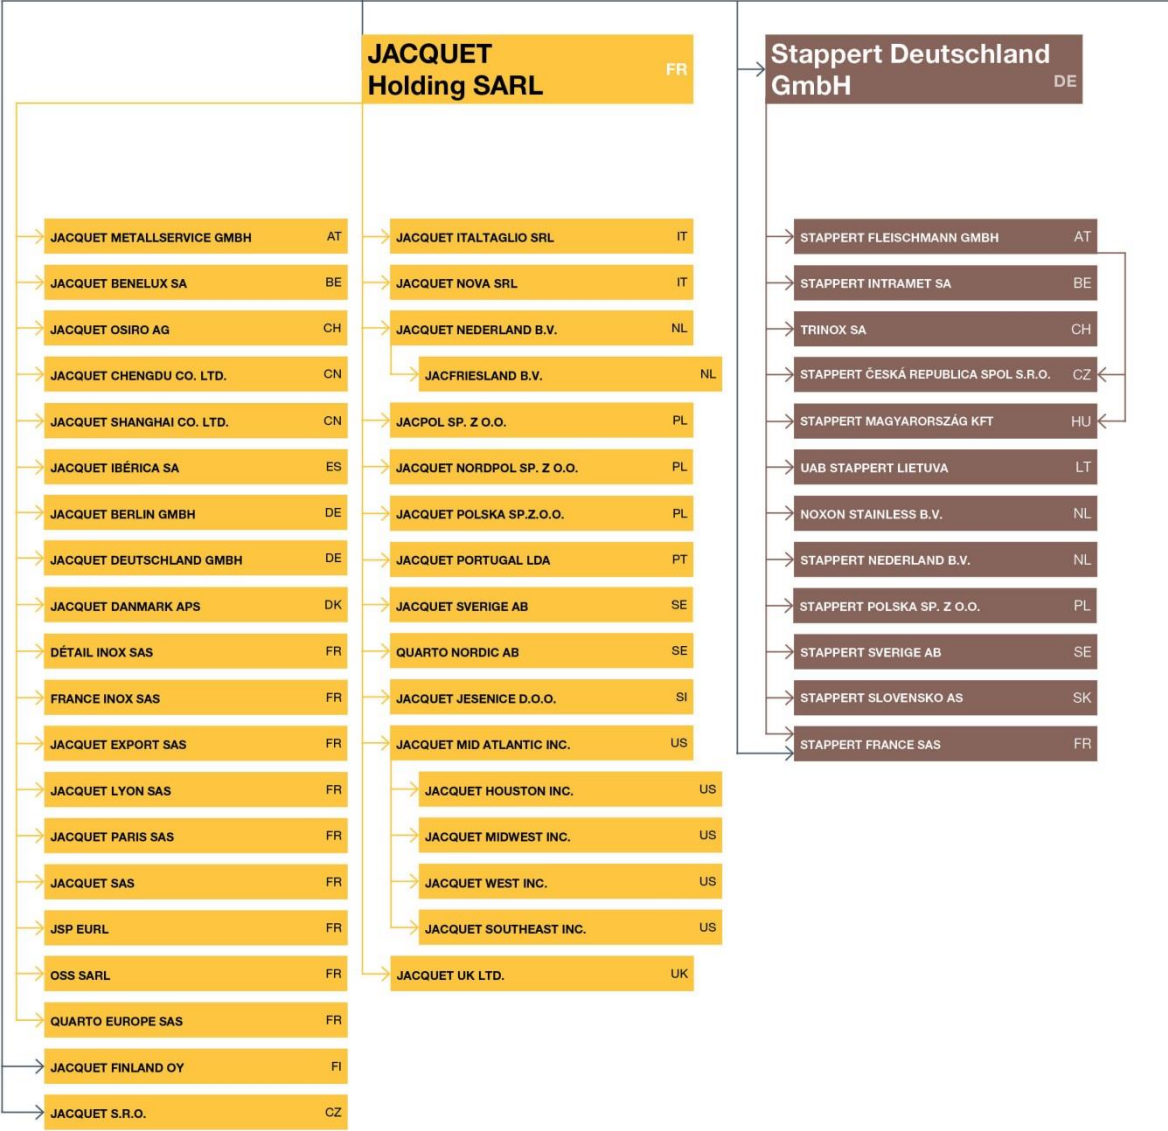 JACQUET
Holding SARL FR
JACQUET METALLSERVICE GMBH AT
JACQUET BENELUX SA BE
JACQUET OSIRO AG CH
JACQUET CHENGDU CO. LTD. CN
JACQUET SHANGHAI CO. LTD. CN
JACQUET IBÉRICA SA ES
JACQUET BERLIN GMBH DE
JACQUET DEUTSCHLAND GMBH DE
JACQUET DANMARK APS DK
DÉTAIL INOX SAS FR
FRANCE INOX SAS FR
JACQUET EXPORT SAS FR
JACQUET LYON SAS FR
JACQUET PARIS SAS FR
JACQUET SAS FR
JSP EURL FR
OSS SARL FR
QUARTO EUROPE SAS FR
JACQUET FINLAND OY FI
JACQUET S.R.O. CZ
JACQUET ITALTAGLIO SRL IT
JACQUET NOVA SRL IT
JACQUET NEDERLAND B.V. NL
JACFRIESLAND B.V. NL
JACPOL SP. Z O.O. PL
JACQUET NORDPOL SP. Z O.O. PL
JACQUET POLSKA SP.Z.O.O. PL
JACQUET PORTUGAL LDA PT
JACQUET SVERIGE AB SE
QUARTO NORDIC AB SE
JACQUET JESENICE D.O.O. SI
JACQUET MID ATLANTIC INC. US
JACQUET HOUSTON INC. US
JACQUET MIDWEST INC. US
JACQUET WEST INC. US
JACQUET SOUTHEAST INC. US
JACQUET UK LTD. UK
Stappert Deutschland
GmbH DE
STAPPERT FLEISCHMANN GMBH AT
STAPPERT INTRAMET SA BE
TRINOX SA CH
STAPPERT ČESKÁ REPUBLICA SPOL S.R.O. CZ
STAPPERT MAGYARORSZÁG KFT HU
UAB STAPPERT LIETUVA LT
NOXON STAINLESS B.V. NL
STAPPERT NEDERLAND B.V. NL
STAPPERT POLSKA SP. Z O.O. PL
STAPPERT SVERIGE AB SE
STAPPERT SLOVENSKO AS SK
STAPPERT FRANCE SAS FR